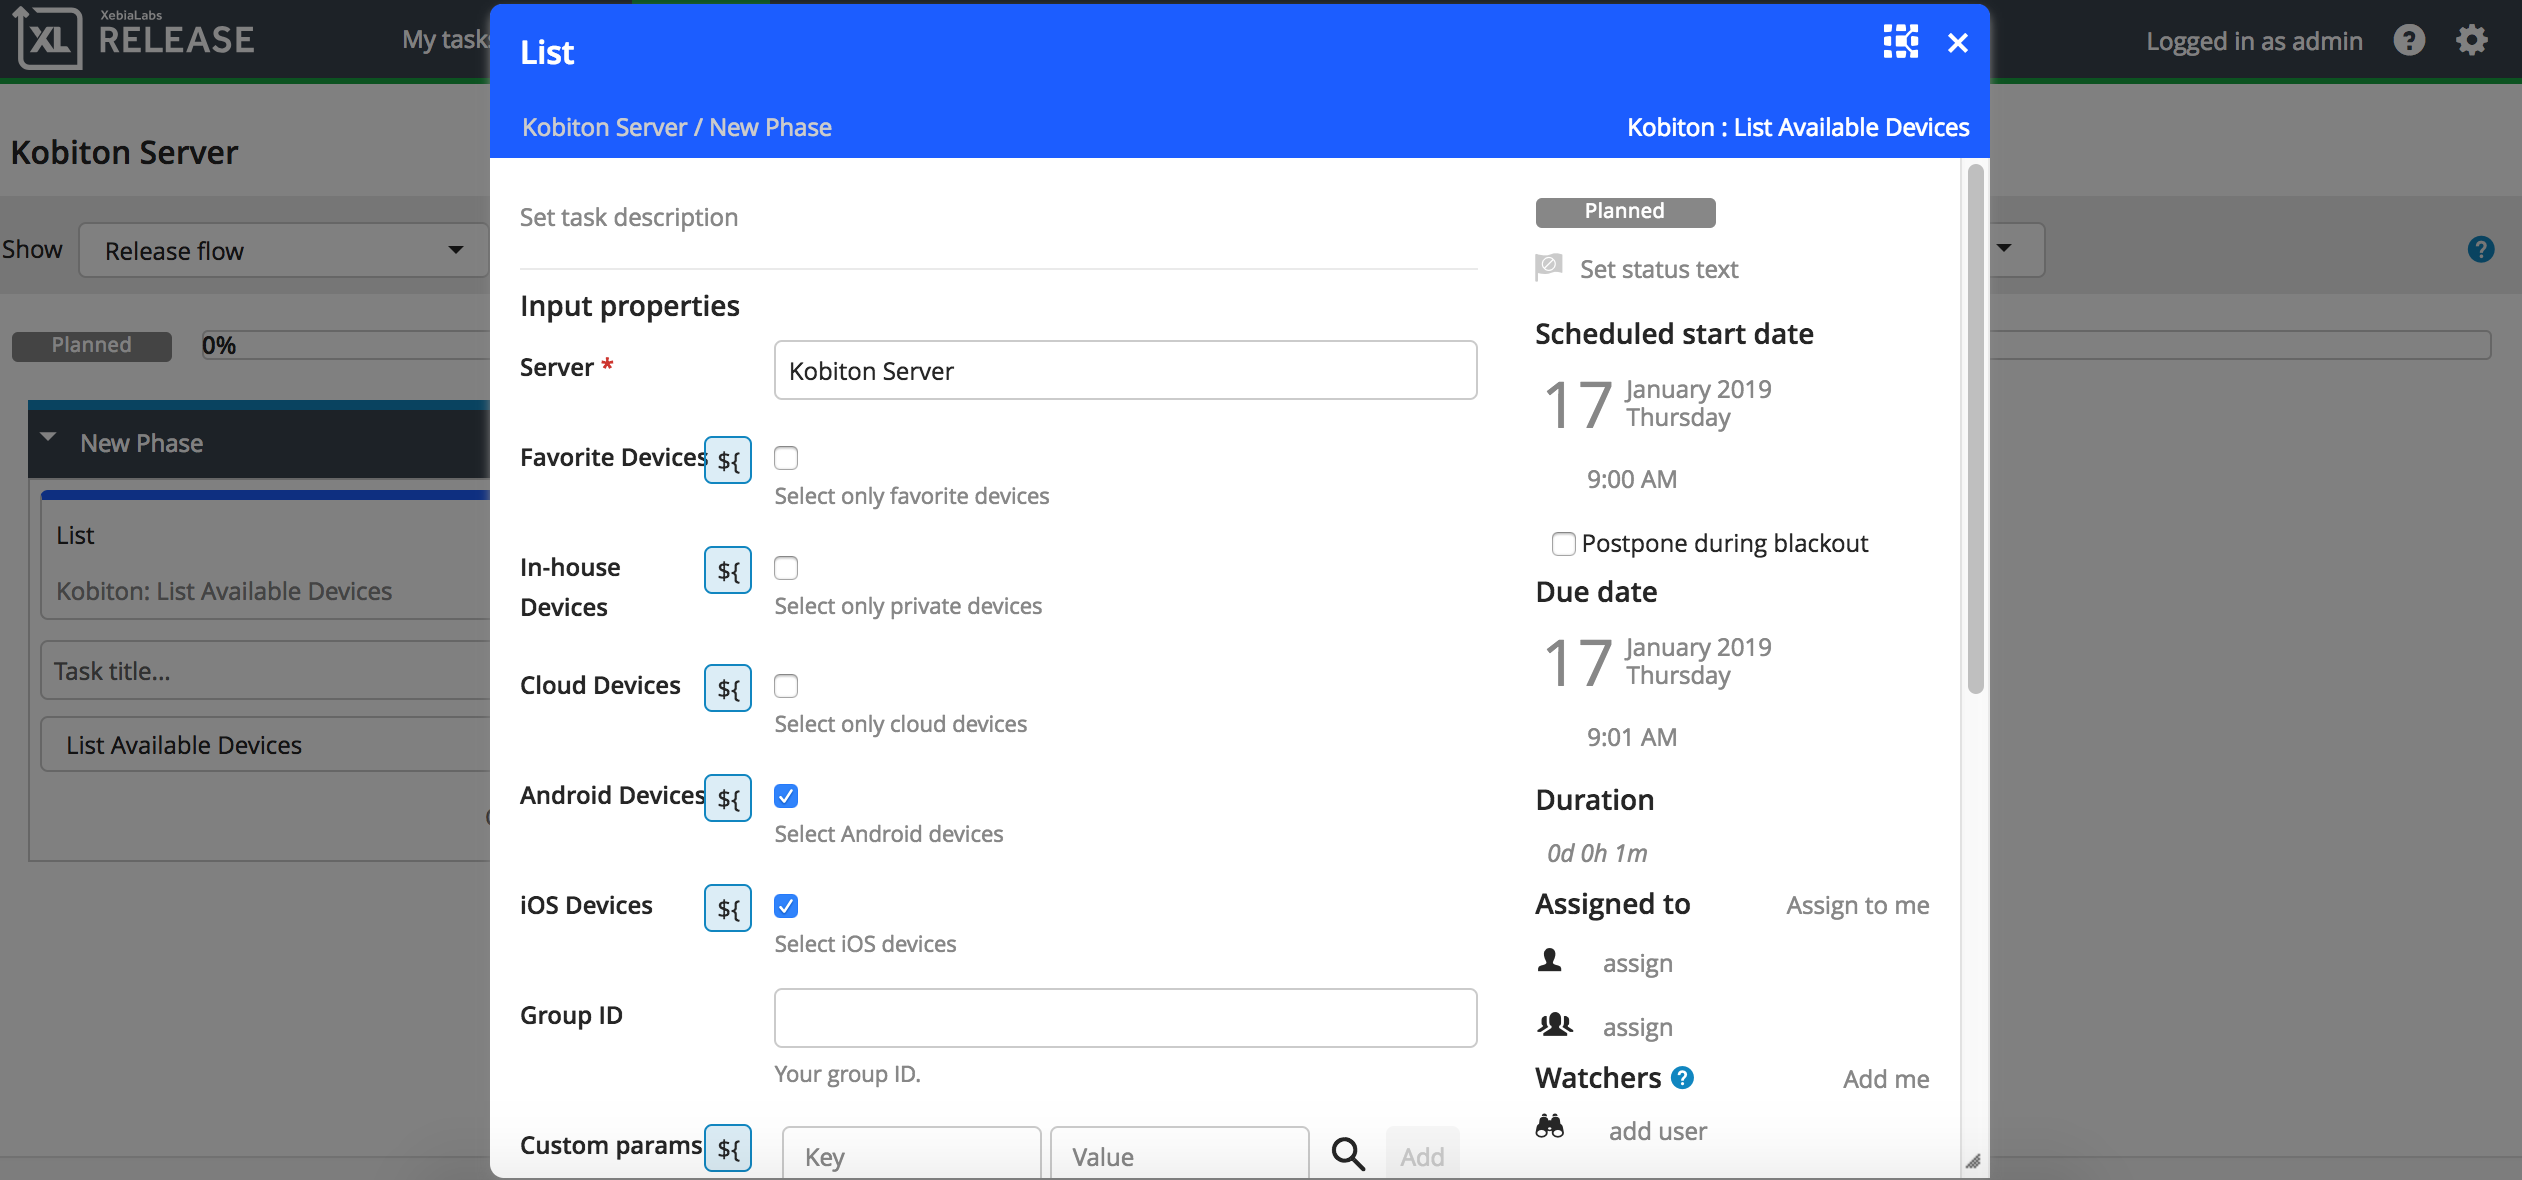 XebiaLabs
XL RELEASE
My tasks
Logged in as admin
?
Kobiton Server
Show
Release flow
?
Planned
0%
New Phase
List
Kobiton: List Available Devices
Task title...
List Available Devices
List
Kobiton Server / New Phase
Kobiton : List Available Devices
Set task description
Input properties
Server *
Kobiton Server
Favorite Devices
${
Select only favorite devices
In-house
Devices
${
Select only private devices
Cloud Devices
${
Select only cloud devices
Android Devices
${
Select Android devices
iOS Devices
${
Select iOS devices
Group ID
Your group ID.
Custom params
${
Key
Value
Add
Planned
Set status text
Scheduled start date
17
January 2019
Thursday
9:00 AM
Postpone during blackout
Due date
17
January 2019
Thursday
9:01 AM
Duration
0d 0h 1m
Assigned to
Assign to me
assign
assign
Watchers ?
Add me
add user